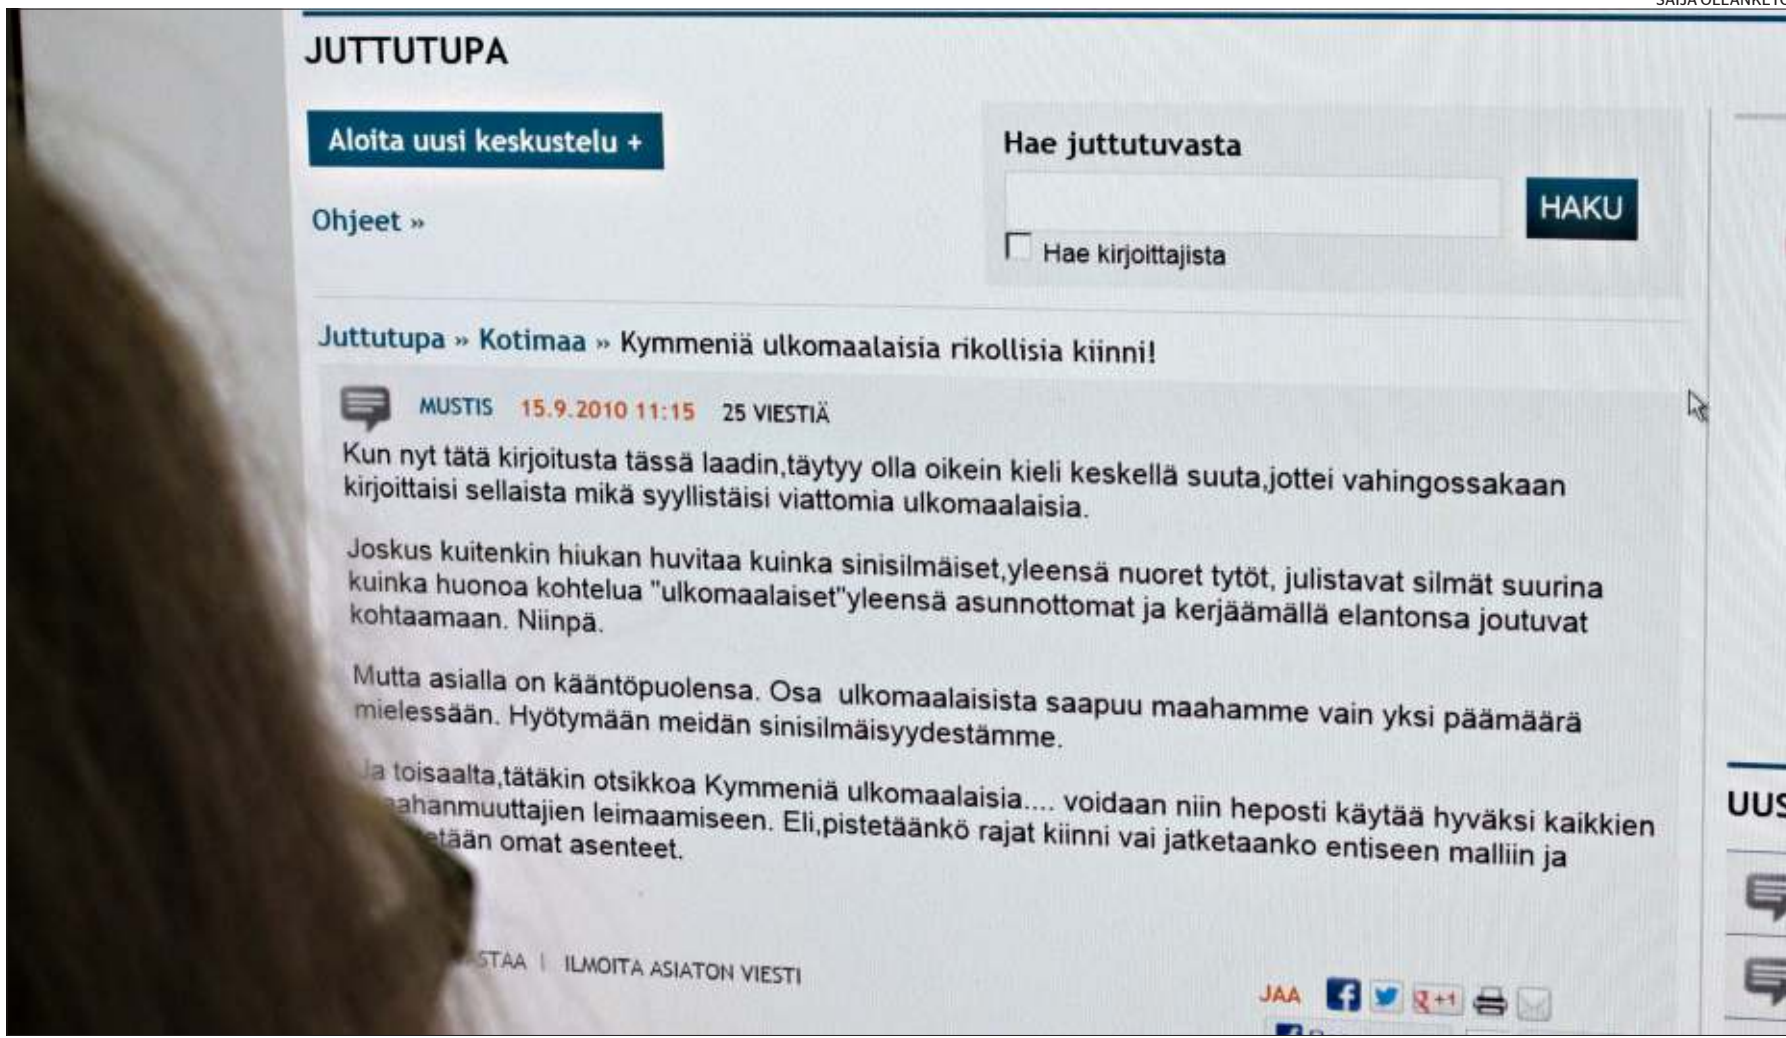 JUTTUTUPA
Aloita uusi keskustelu +
Ohjeet »
Hae juttutuvasta
HAKU
Hae kirjoittajista
Juttutupa » Kotimaa » Kymmeniä ulkomaalaisia rikollisia kiinni!
MUSTIS 15.9.2010 11:15 25 VIESTIÄ
Kun nyt tätä kirjoitusta tässä laadin,täytyy olla oikein kieli keskellä suuta,jottei vahingossakaan
kirjoittaisi sellaista mikä syyllistäisi viattomia ulkomaalaisia.
Joskus kuitenkin hiukan huvitaa kuinka sinisilmäiset,yleensä nuoret tytöt, julistavat silmät suurina
kuinka huonoa kohtelua "ulkomaalaiset"yleensä asunnottomat ja kerjäämällä elantonsa joutuvat
kohtaamaan. Niinpä.
Mutta asialla on kääntöpuolensa. Osa ulkomaalaisista saapuu maahamme vain yksi päämäärä
mielessään. Hyötymään meidän sinisilmäisyydestämme.
Ja toisaalta,tätäkin otsikkoa Kymmeniä ulkomaalaisia.... voidaan niin heposti käytää hyväksi kaikkien
aahanmuuttajien leimaamiseen. Eli,pistetäänkö rajat kiinni vai jatketaanko entiseen malliin ja
etään omat asenteet.
STAA | ILMOITA ASIATON VIESTI
JAA
+1
UUS